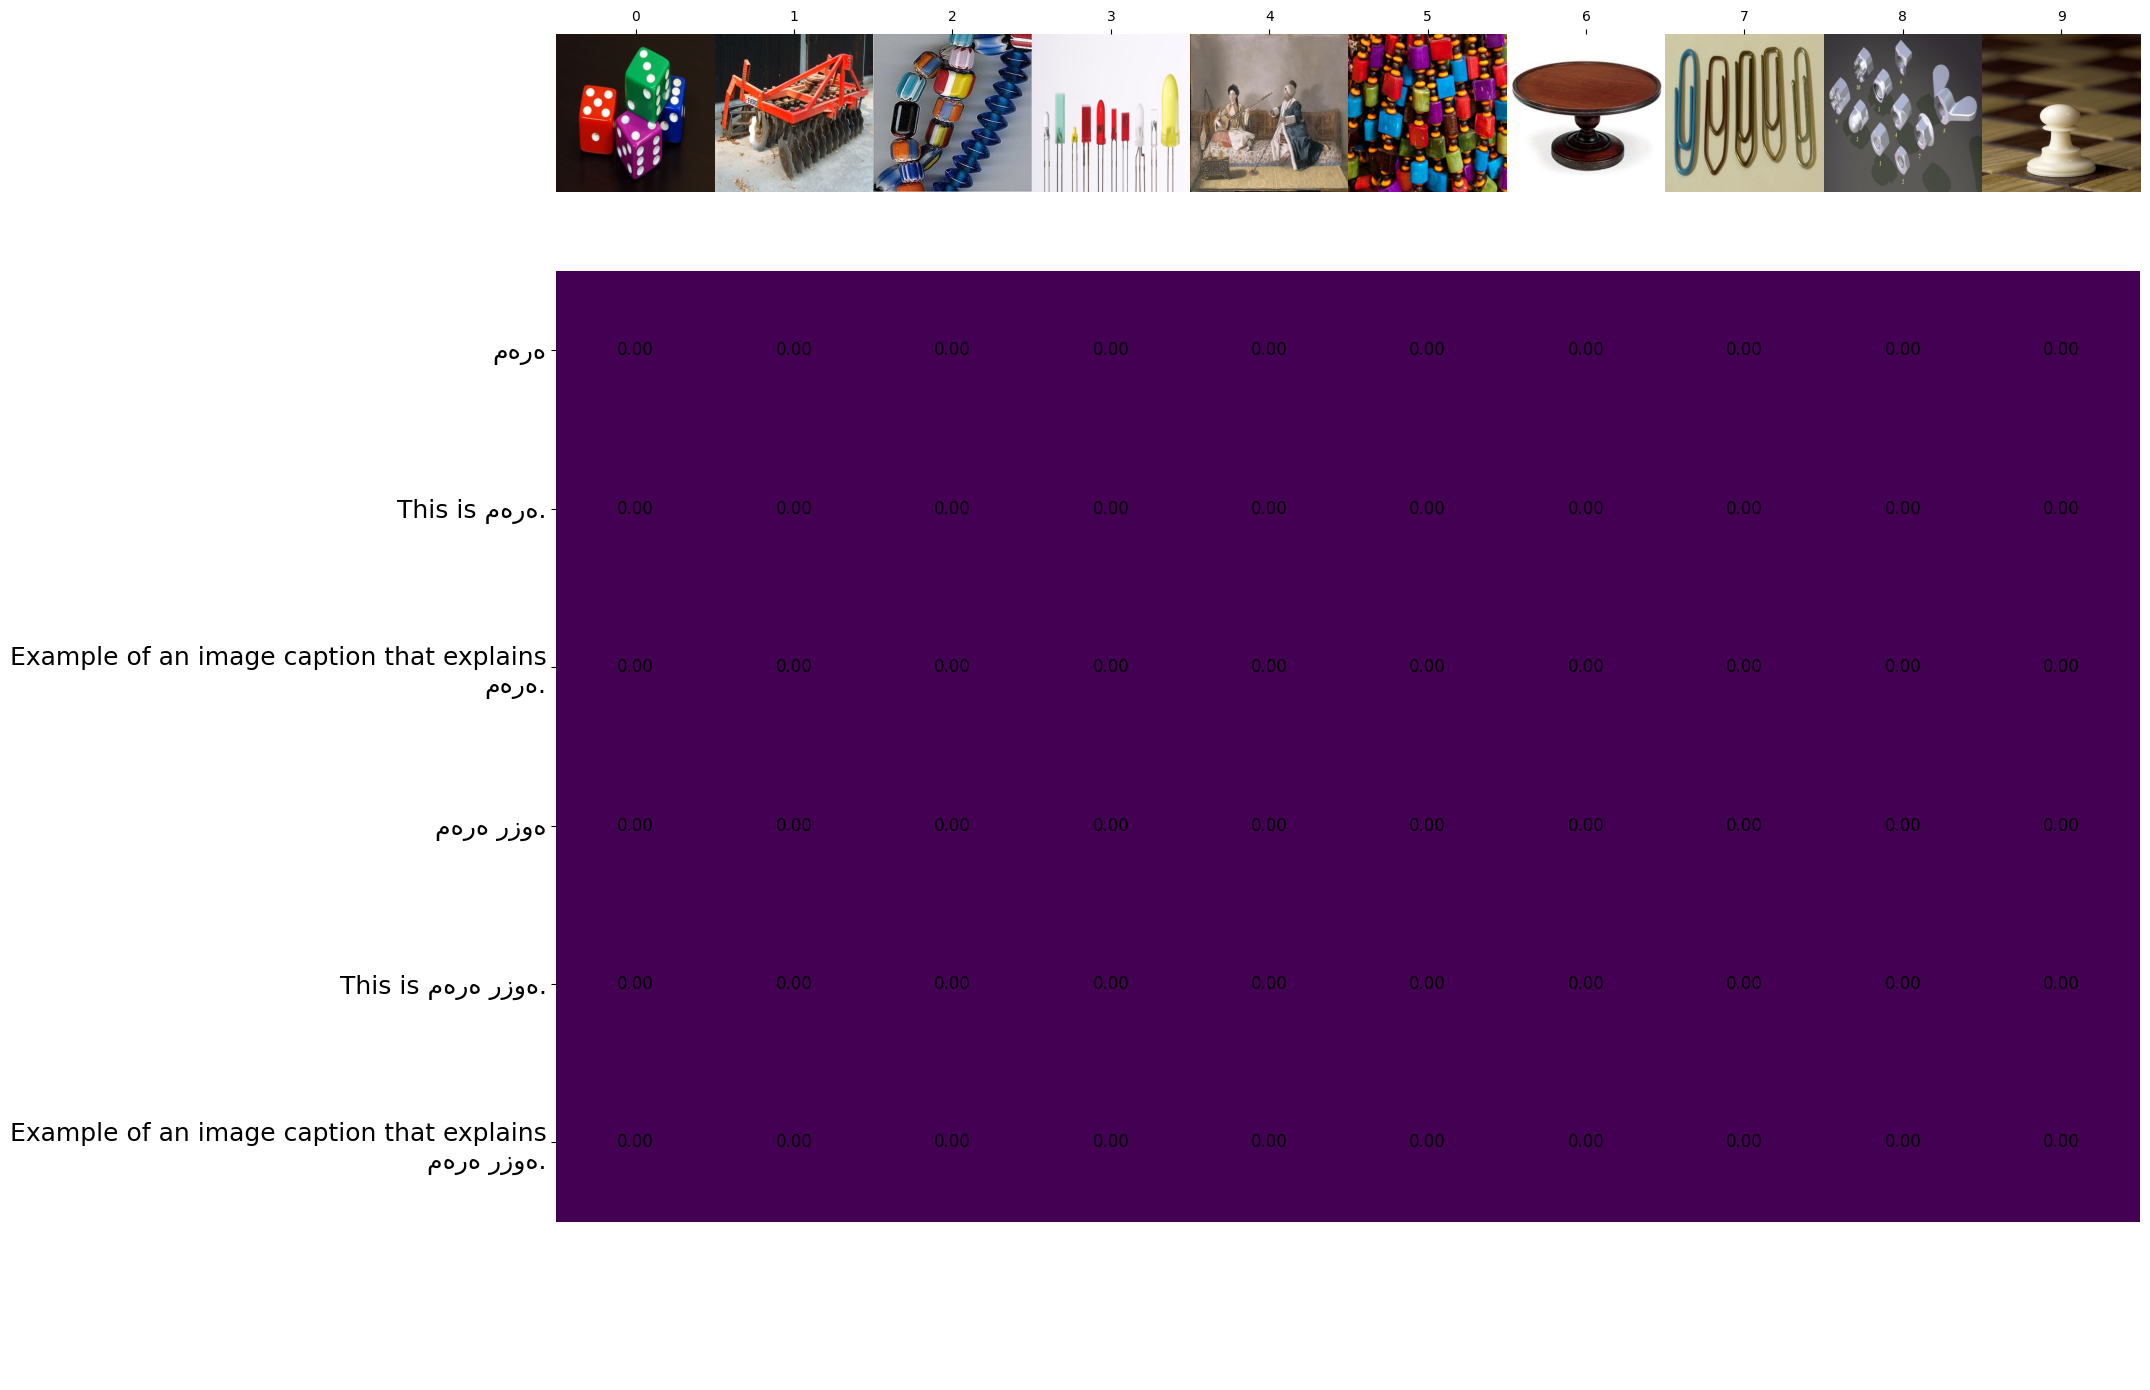 0 1 2 3 4 5 6 7 8 9
مهره 0.00 0.00 0.00 0.00 0.00 0.00 0.00 0.00 0.00 0.00
This is مهره. 0.00 0.00 0.00 0.00 0.00 0.00 0.00 0.00 0.00 0.00
Example of an image caption that explains
مهره. 0.00 0.00 0.00 0.00 0.00 0.00 0.00 0.00 0.00 0.00
مهره رزوه 0.00 0.00 0.00 0.00 0.00 0.00 0.00 0.00 0.00 0.00
This is مهره رزوه. 0.00 0.00 0.00 0.00 0.00 0.00 0.00 0.00 0.00 0.00
Example of an image caption that explains
مهره رزوه. 0.00 0.00 0.00 0.00 0.00 0.00 0.00 0.00 0.00 0.00